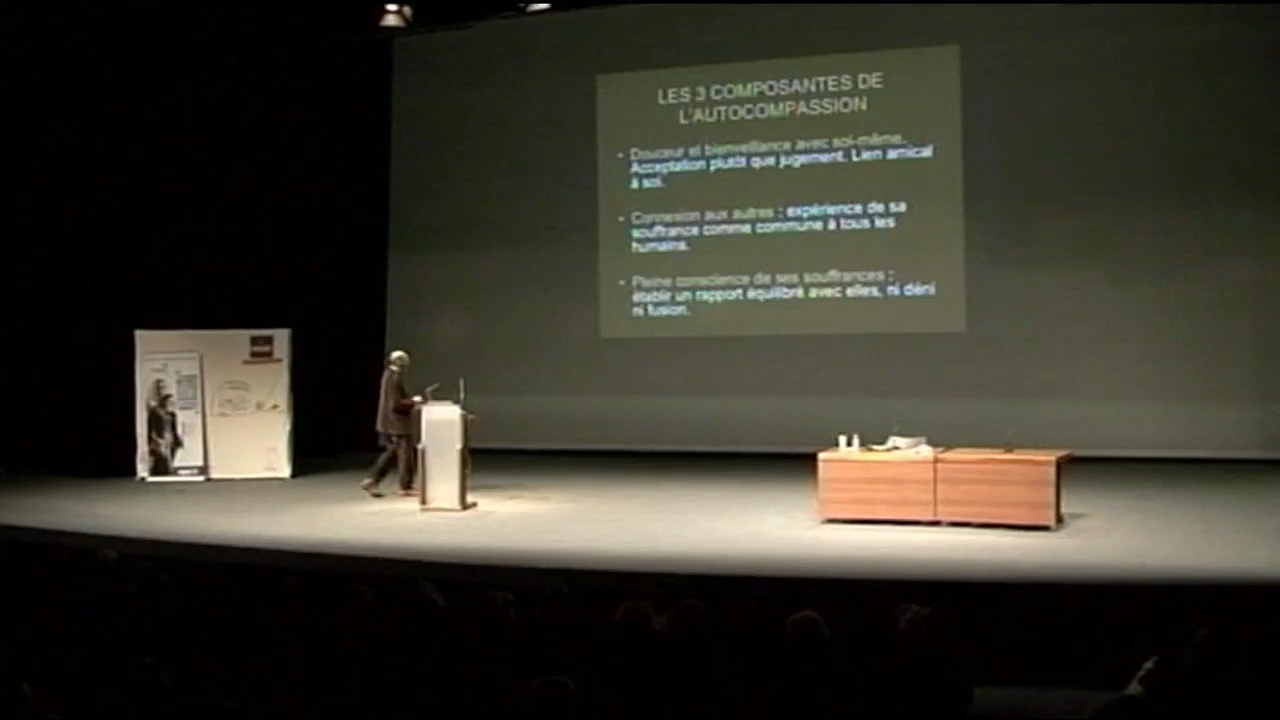 LES 3 COMPOSANTES DE
L'AUTOCOMPASSION
• Douceur et bienveillance avec soi-même.
Acceptation plutôt que jugement. Lien amical
à soi.
• Connexion aux autres : expérience de sa
souffrance comme commune à tous les
humains.
• Pleine conscience de ses souffrances :
établir un rapport équilibré avec elles, ni déni
ni fusion.